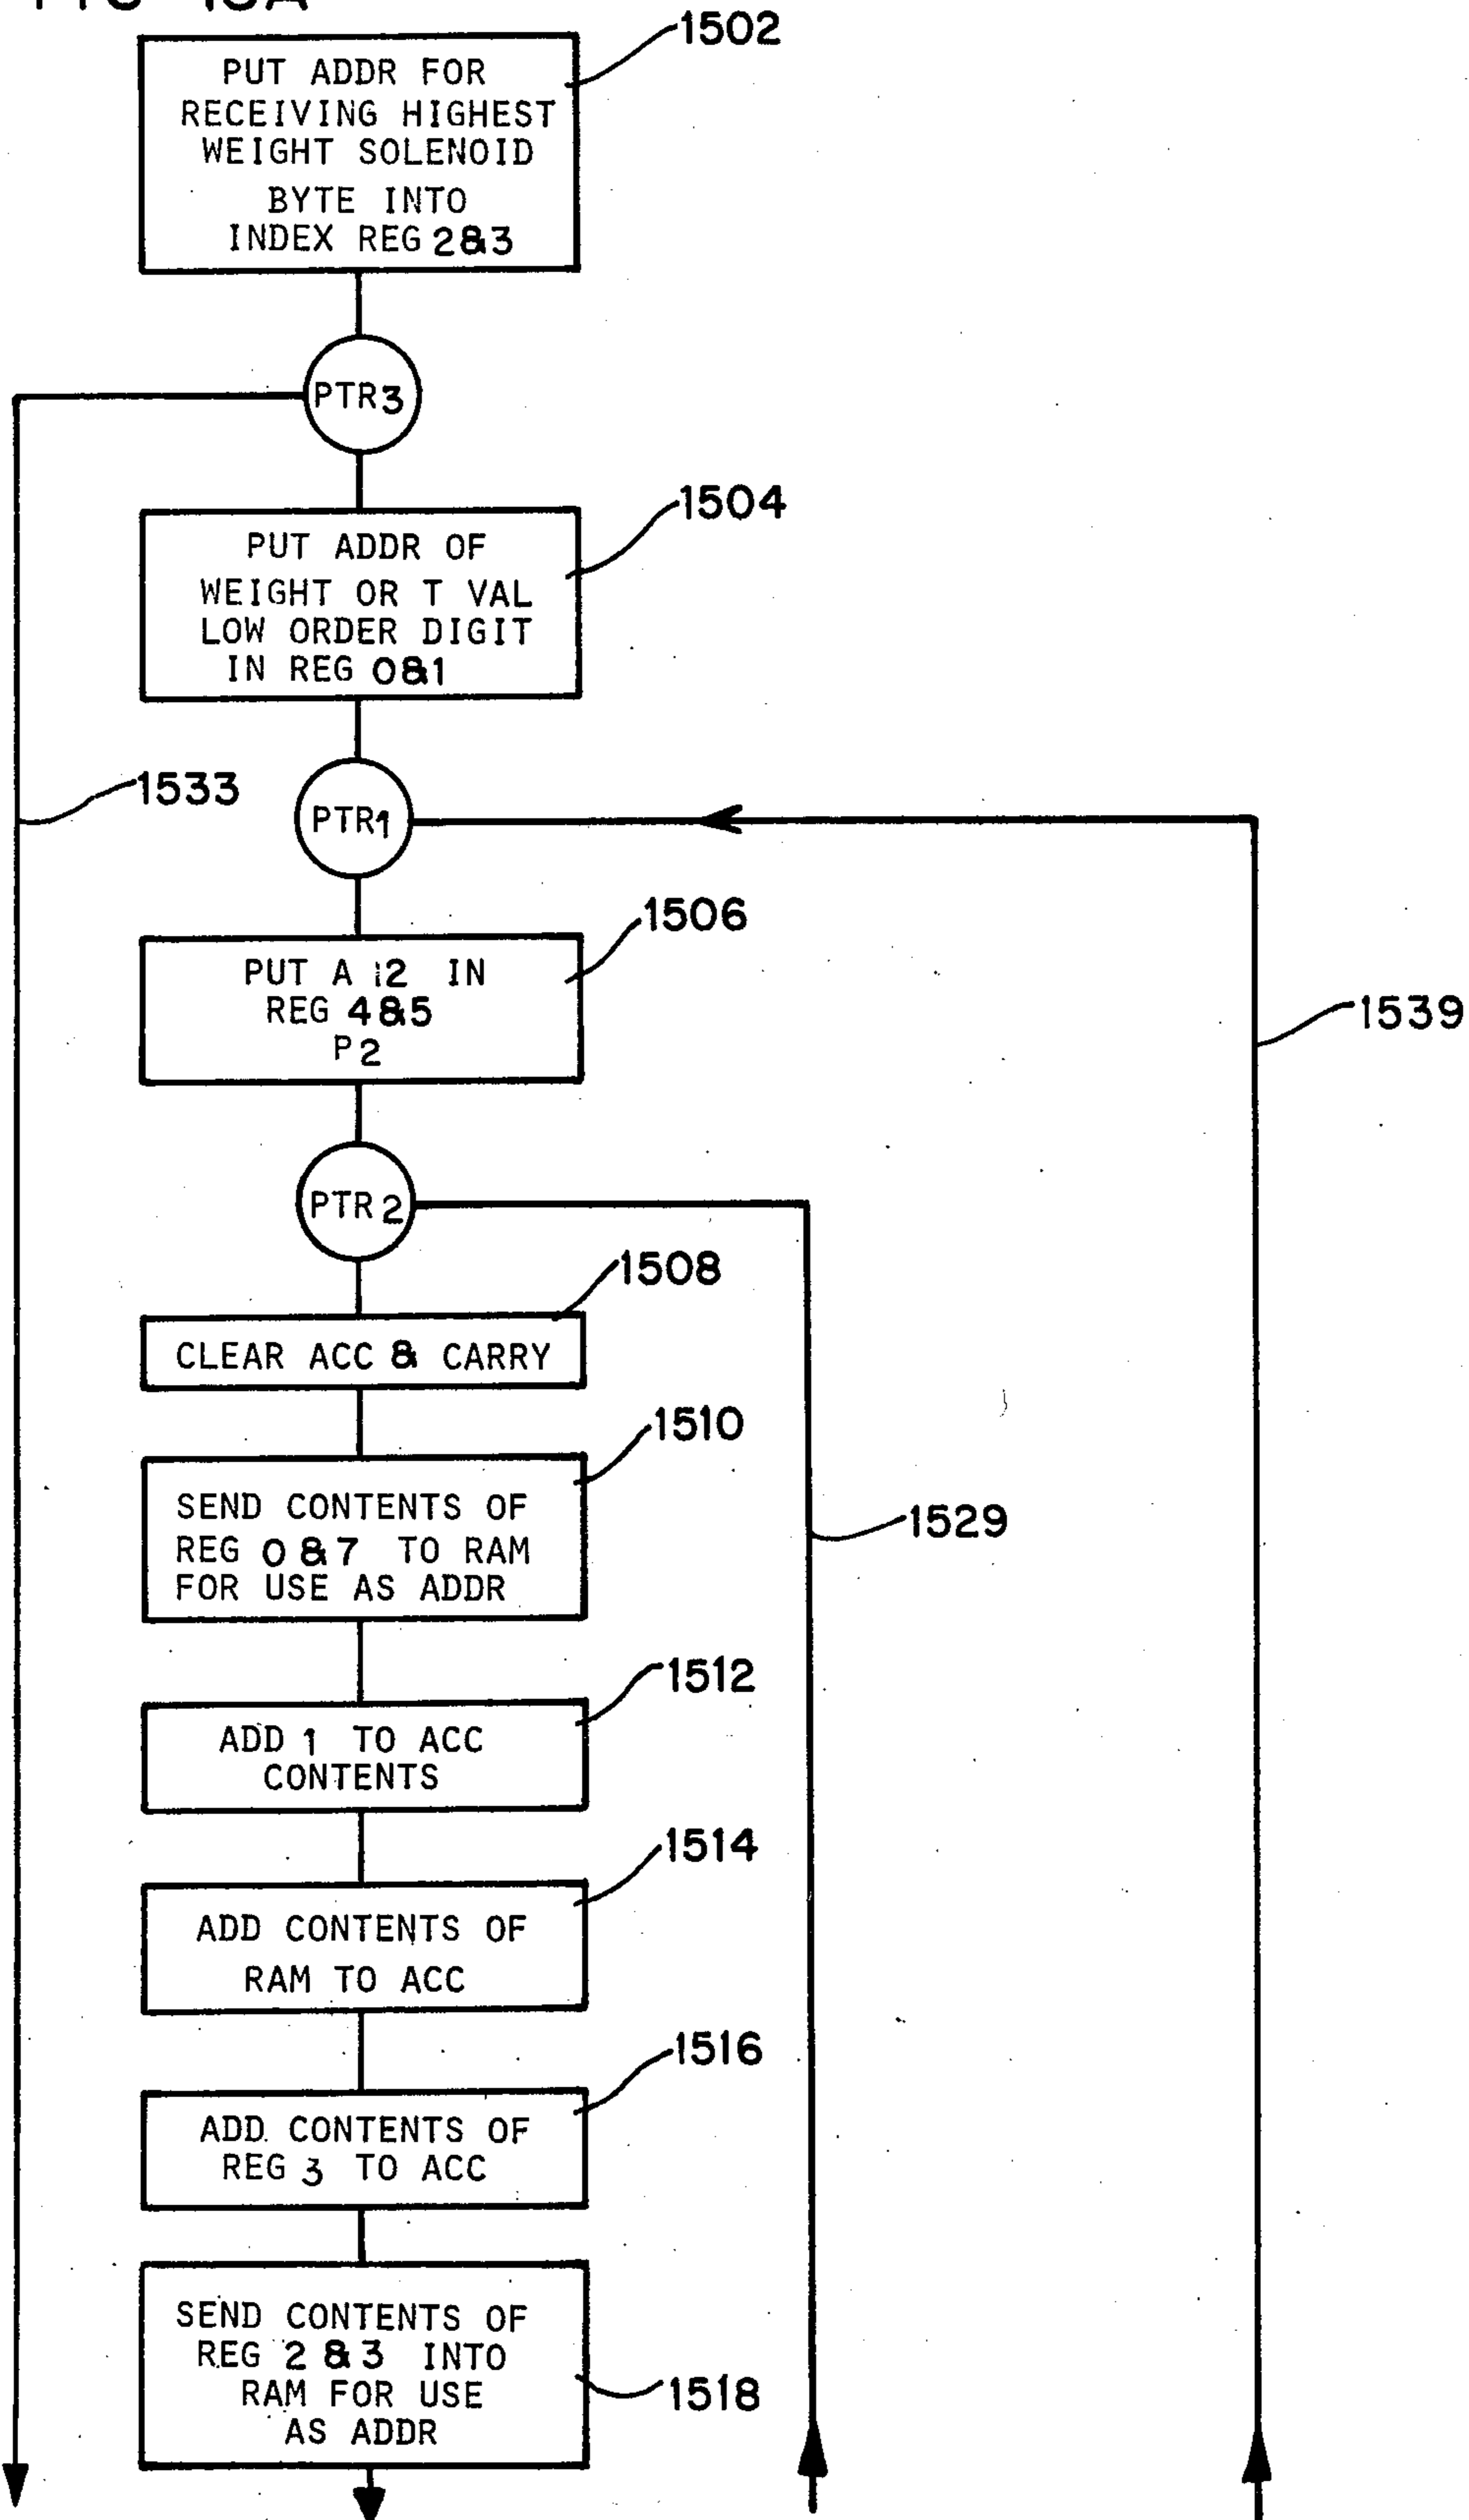 FIG 15A
1502
PUT ADDR FOR
RECEIVING HIGHEST
WEIGHT SOLENOID
BYTE INTO
INDEX REG 2&3
PTR3
1504
PUT ADDR OF
WEIGHT OR T VAL
LOW ORDER DIGIT
IN REG 0&1
1533
PTR1
1506
PUT A 12 IN
REG 4&5
P2
1539
PTR2
1508
CLEAR ACC & CARRY
1510
SEND CONTENTS OF
REG 0&7 TO RAM
FOR USE AS ADDR
1529
1512
ADD 1 TO ACC
CONTENTS
1514
ADD CONTENTS OF
RAM TO ACC
1516
ADD CONTENTS OF
REG 3 TO ACC
SEND CONTENTS OF
REG 2&3 INTO
RAM FOR USE
AS ADDR
1518